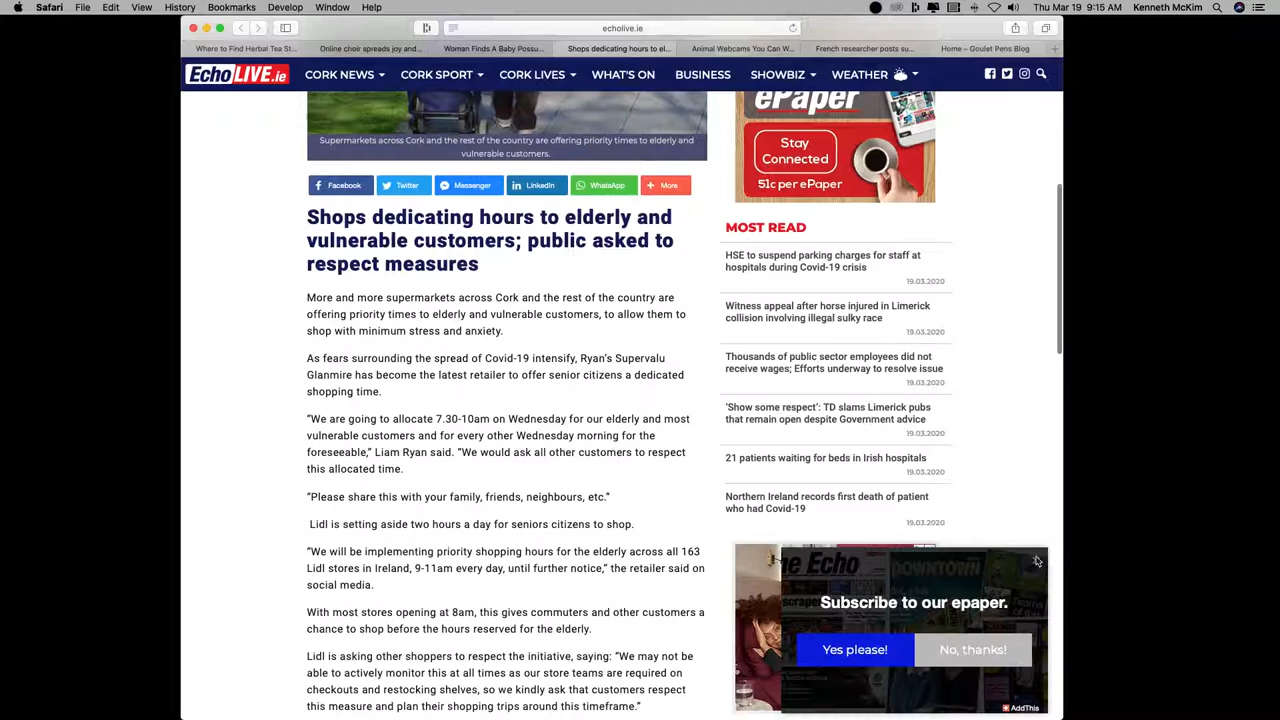 Safari File Edit View History Bookmarks Develop Window Help
Thu Mar 19 9:15 AM Kenneth McKim
echolive.ie
Where to Find Herbal Tea St...
Online choir spreads joy and...
Woman Finds A Baby Possu...
Shops dedicating hours to el...
Animal Webcams You Can W...
French researcher posts su...
Home – Goulet Pens Blog
EchoLIVE.ie
CORK NEWS CORK SPORT CORK LIVES WHAT'S ON BUSINESS SHOWBIZ WEATHER
Supermarkets across Cork and the rest of the country are offering priority times to elderly and
vulnerable customers.
Facebook Twitter Messenger LinkedIn WhatsApp More
Shops dedicating hours to elderly and
vulnerable customers; public asked to
respect measures
More and more supermarkets across Cork and the rest of the country are
offering priority times to elderly and vulnerable customers, to allow them to
shop with minimum stress and anxiety.
As fears surrounding the spread of Covid-19 intensify, Ryan's Supervalu
Glanmire has become the latest retailer to offer senior citizens a dedicated
shopping time.
"We are going to allocate 7.30-10am on Wednesday for our elderly and most
vulnerable customers and for every other Wednesday morning for the
foreseeable," Liam Ryan said. "We would ask all other customers to respect
this allocated time.
"Please share this with your family, friends, neighbours, etc."
Lidl is setting aside two hours a day for seniors citizens to shop.
"We will be implementing priority shopping hours for the elderly across all 163
Lidl stores in Ireland, 9-11am every day, until further notice," the retailer said on
social media.
With most stores opening at 8am, this gives commuters and other customers a
chance to shop before the hours reserved for the elderly.
Lidl is asking other shoppers to respect the initiative, saying: "We may not be
able to actively monitor this at all times as our store teams are required on
checkouts and restocking shelves, so we kindly ask that customers respect
this measure and plan their shopping trips around this timeframe."
ePaper
Stay
Connected
51c per ePaper
MOST READ
HSE to suspend parking charges for staff at
hospitals during Covid-19 crisis
19.03.2020
Witness appeal after horse injured in Limerick
collision involving illegal sulky race
19.03.2020
Thousands of public sector employees did not
receive wages; Efforts underway to resolve issue
19.03.2020
'Show some respect': TD slams Limerick pubs
that remain open despite Government advice
19.03.2020
21 patients waiting for beds in Irish hospitals
19.03.2020
Northern Ireland records first death of patient
who had Covid-19
19.03.2020
he Echo
DOWNTOWN
Subscribe to our epaper.
Yes please! No, thanks!
AddThis